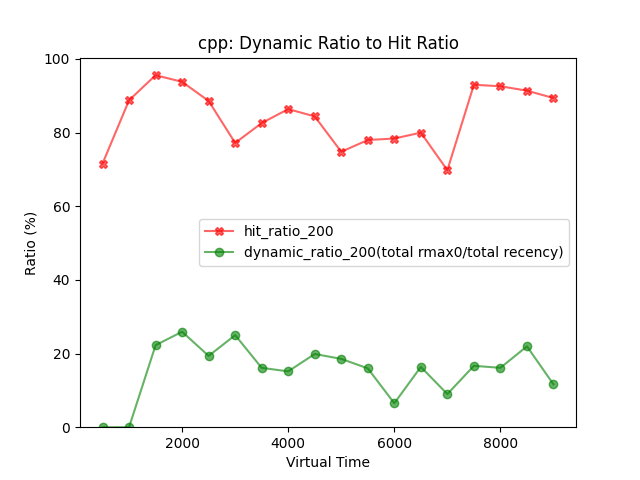 cpp: Dynamic Ratio to Hit Ratio
100
80
60
40
20
0
Ratio (%)
hit_ratio_200
dynamic_ratio_200(total rmax0/total recency)
2000
4000
6000
8000
Virtual Time